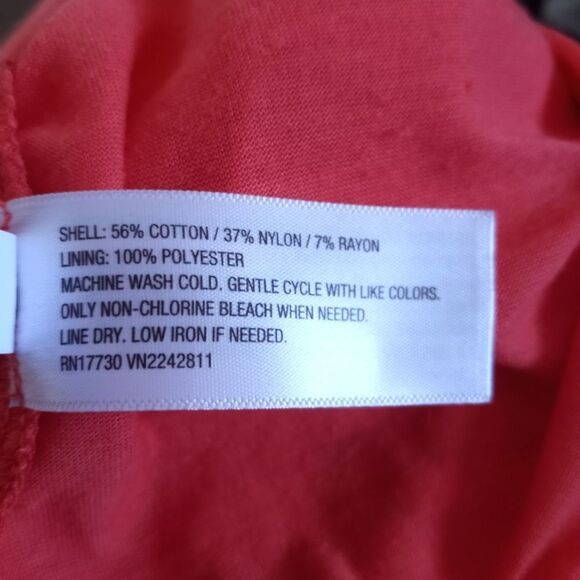 SHELL: 56% COTTON / 37% NYLON / 7% RAYON
LINING: 100% POLYESTER
MACHINE WASH COLD. GENTLE CYCLE WITH LIKE COLORS.
ONLY NON-CHLORINE BLEACH WHEN NEEDED.
LINE DRY. LOW IRON IF NEEDED.
RN17730 VN2242811